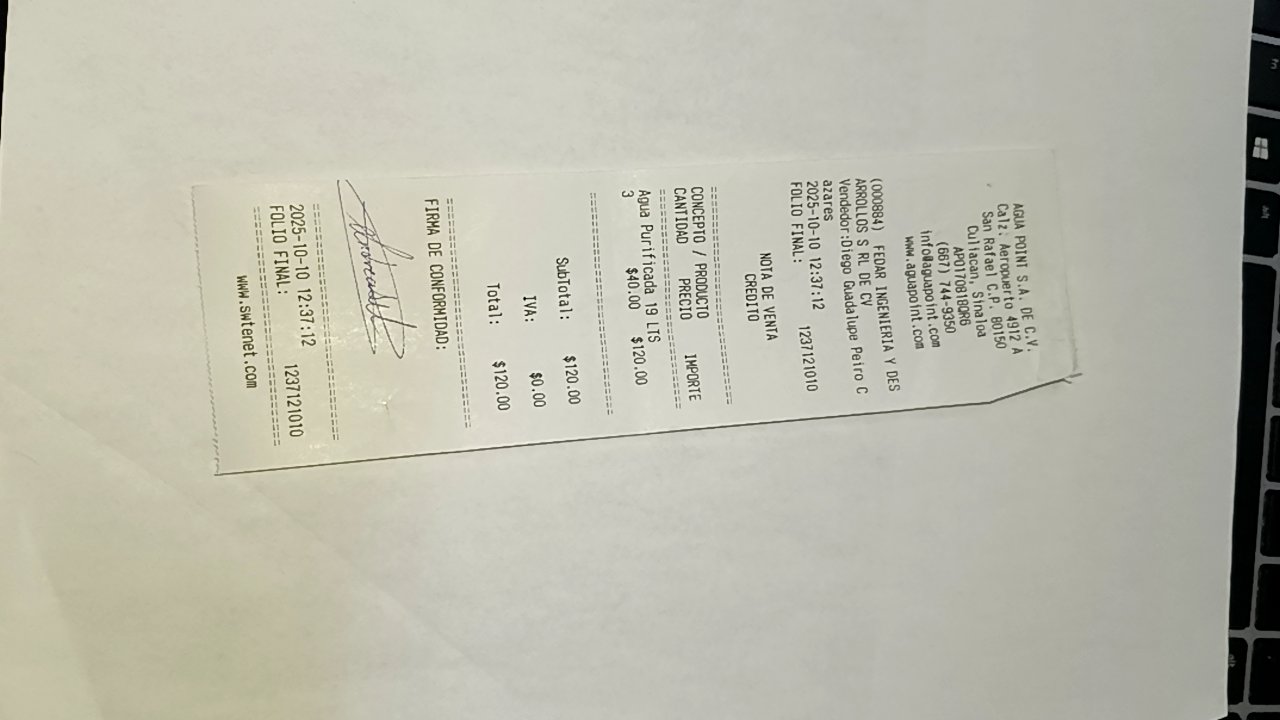 AGUA POINT S.A. DE C.V.
Calz. Aeropuerto 4912 A
San Rafael C.P. 80150
Culiacan, Sinaloa
APO170818QR6
(667) 744-9350
info@aguapoint.com
www.aguapoint.com
(000884) FEDAR INGENIERIA Y DES
ARROLLOS S RL DE CV
Vendedor:Diego Guadalupe Peiro C
azares
2025-10-10 12:37:12
FOLIO FINAL: 1237121010
NOTA DE VENTA
CREDITO
CONCEPTO / PRODUCTO
CANTIDAD PRECIO IMPORTE
Agua Purificada 19 LTS
3 $40.00 $120.00
SubTotal: $120.00
IVA: $0.00
Total: $120.00
FIRMA DE CONFORMIDAD:
2025-10-10 12:37:12
FOLIO FINAL: 1237121010
www.swtenet.com